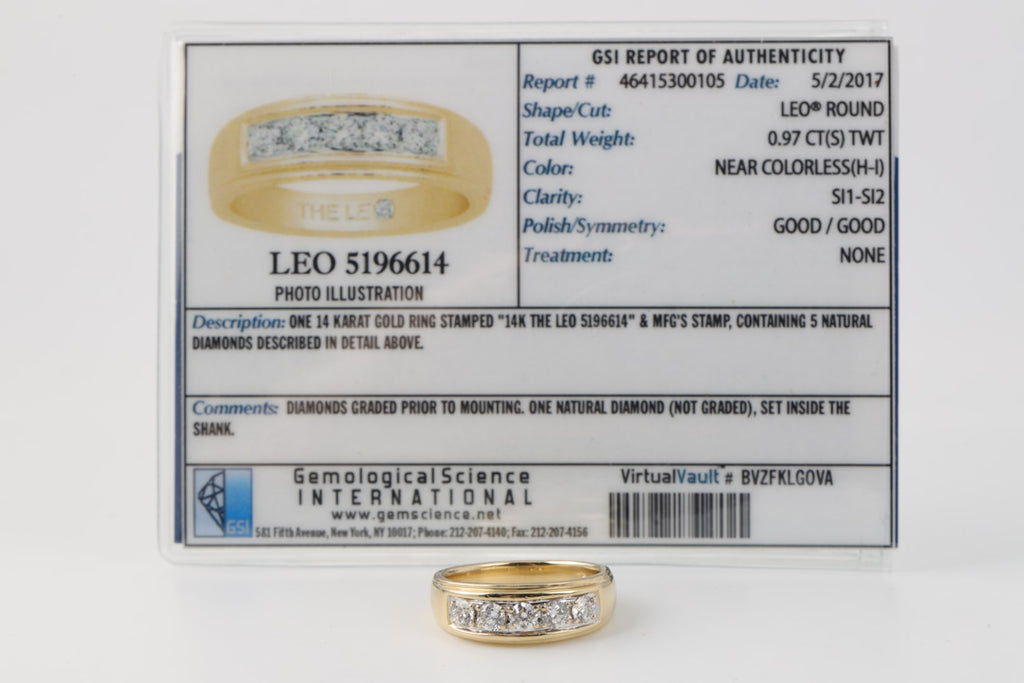 THE LEO
LEO 5196614
PHOTO ILLUSTRATION
GSI REPORT OF AUTHENTICITY
Report # 46415300105 Date: 5/2/2017
Shape/Cut: LEO® ROUND
Total Weight: 0.97 CT(S) TWT
Color: NEAR COLORLESS(H-I)
Clarity: SI1-SI2
Polish/Symmetry: GOOD / GOOD
Treatment: NONE
Description: ONE 14 KARAT GOLD RING STAMPED "14K THE LEO 5196614" & MFG'S STAMP, CONTAINING 5 NATURAL
DIAMONDS DESCRIBED IN DETAIL ABOVE.
Comments: DIAMONDS GRADED PRIOR TO MOUNTING. ONE NATURAL DIAMOND (NOT GRADED), SET INSIDE THE
SHANK.
GSI
Gemological Science
INTERNATIONAL
www.gemscience.net
581 Fifth Avenue, New York, NY 10017; Phone: 212-207-4140; Fax: 212-207-4156
VirtualVault™# BVZFKLGOVA